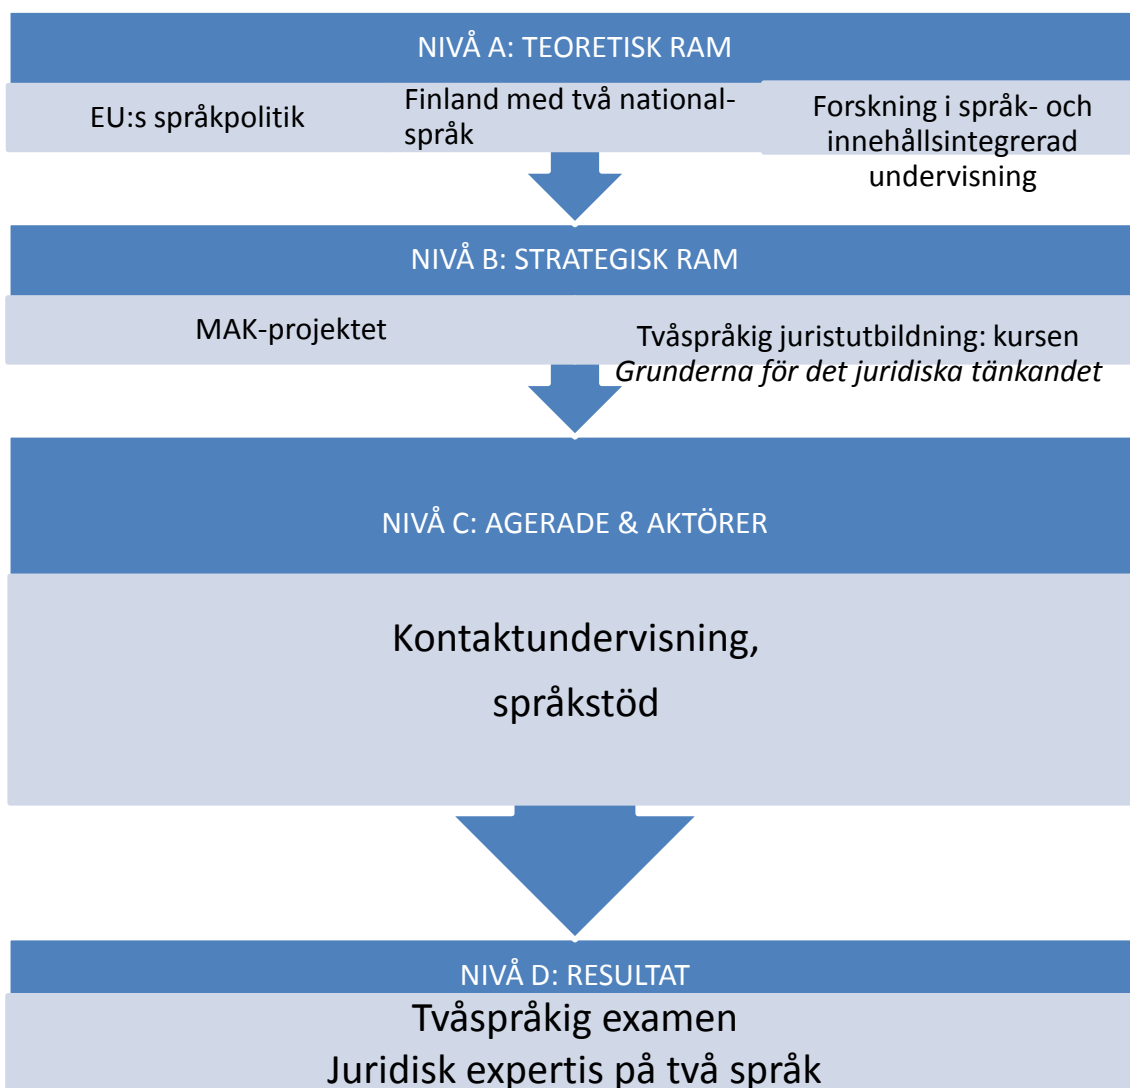 NIVÅ A: TEORETISK RAM
EU:s språkpolitik
Finland med två national-
språk
Forskning i språk- och
innehållsintegrerad
undervisning
NIVÅ B: STRATEGISK RAM
MAK-projektet
Tvåspråkig juristutbildning: kursen
Grunderna för det juridiska tänkandet
NIVÅ C: AGERADE & AKTÖRER
Kontaktundervisning,
språkstöd
NIVÅ D: RESULTAT
Tvåspråkig examen
Juridisk expertis på två språk